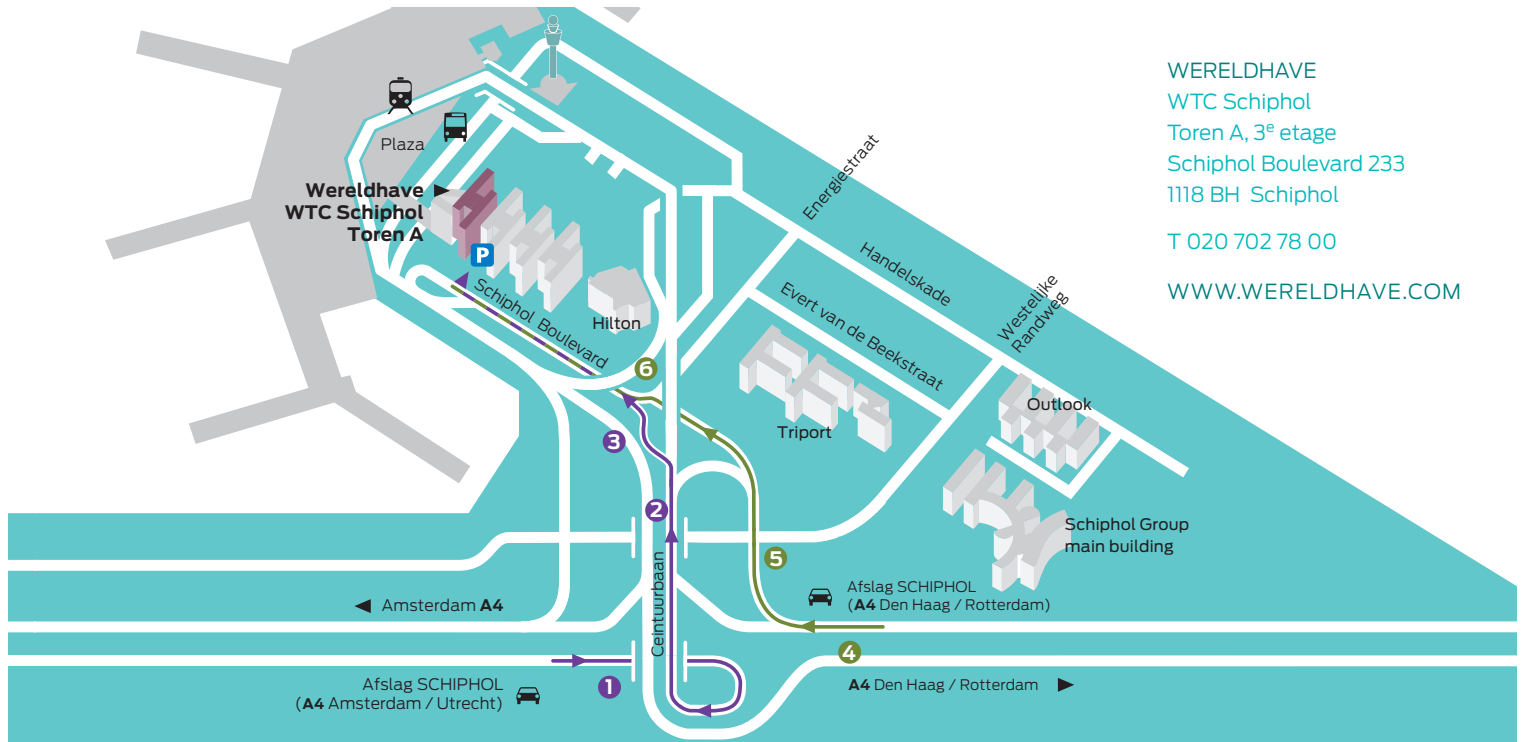 WERELDHAVE
WTC Schiphol
Toren A, 3e etage
Schiphol Boulevard 233
1118 BH Schiphol
T 020 702 78 00
WWW.WERELDHAVE.COM
Plaza
Wereldhave
WTC Schiphol
Toren A
P
Schiphol Boulevard
Hilton
Energiestraat
Handelskade
Evert van de Beekstraat
Westelijke
Randweg
Triport
Outlook
Schiphol Group
main building
6
3
2
5
Ceintuurbaan
Afslag SCHIPHOL
(A4 Den Haag / Rotterdam)
Amsterdam A4
4
1
Afslag SCHIPHOL
(A4 Amsterdam / Utrecht)
A4 Den Haag / Rotterdam